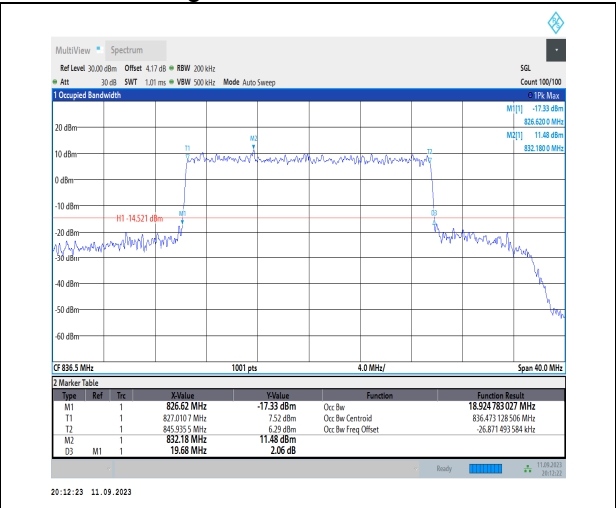 MultiView * Spectrum
Ref Level 30.00 dBm Offset 4.17 dB RBW 200 kHz SGL
Att 30 dB SWT 1.01 ms VBW 500 kHz Mode Auto Sweep Count 100/100
1 Occupied Bandwidth 1Pk Max
M1[1] -17.33 dBm
826.620 0 MHz
M2[1] 11.48 dBm
832.180 0 MHz
20 dBm
M2
T1 T2
10 dBm
0 dBm
-10 dBm
M1 D3
H1 -14.521 dBm
-20 dBm
-30 dBm
-40 dBm
-50 dBm
-60 dBm
CF 836.5 MHz 1001 pts 4.0 MHz/ Span 40.0 MHz
2 Marker Table
Type Ref Trc X-Value Y-Value Function Function Result
M1 1 826.62 MHz -17.33 dBm Occ Bw 18.924 783 027 MHz
T1 1 827.010 7 MHz 7.52 dBm Occ Bw Centroid 836.473 128 506 MHz
T2 1 845.935 5 MHz 6.29 dBm Occ Bw Freq Offset -26.871 493 584 kHz
M2 1 832.18 MHz 11.48 dBm
D3 M1 1 19.68 MHz 2.06 dB
Ready 11.09.2023
20:12:22
20:12:23 11.09.2023